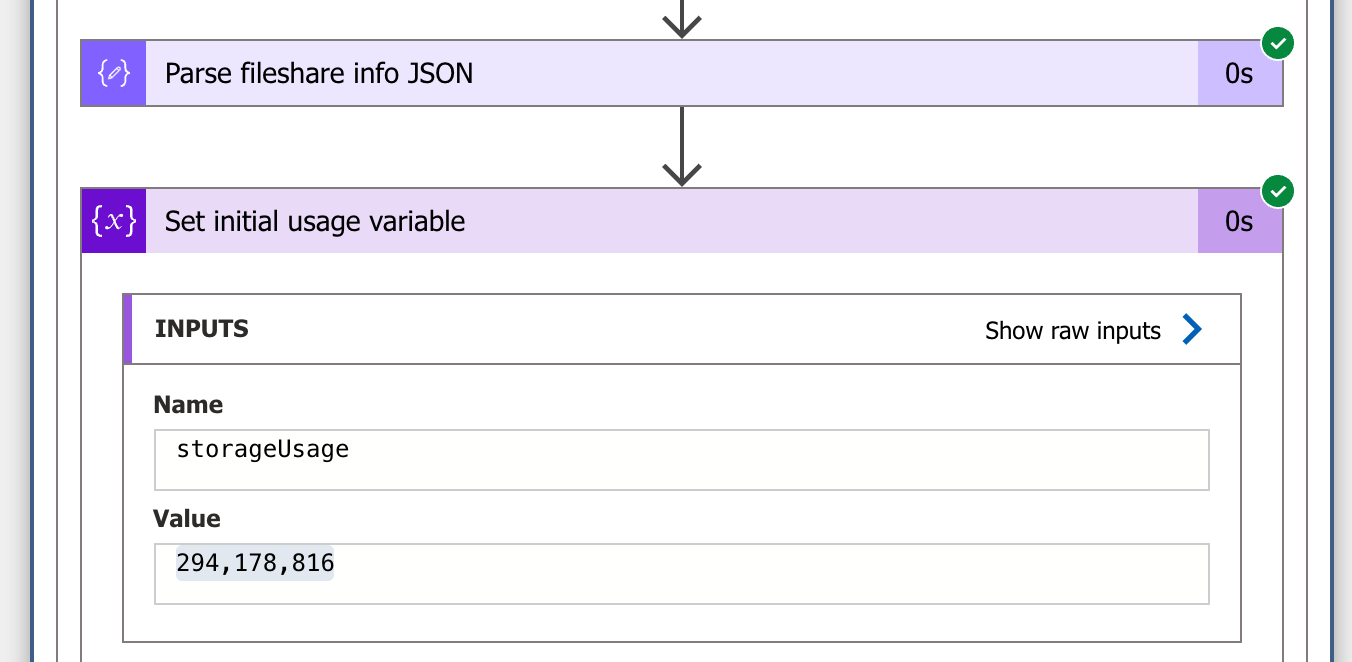 Parse fileshare info JSON
0s
{x}
Set initial usage variable
0s
INPUTS
Show raw inputs
Name
storageUsage
Value
294,178,816